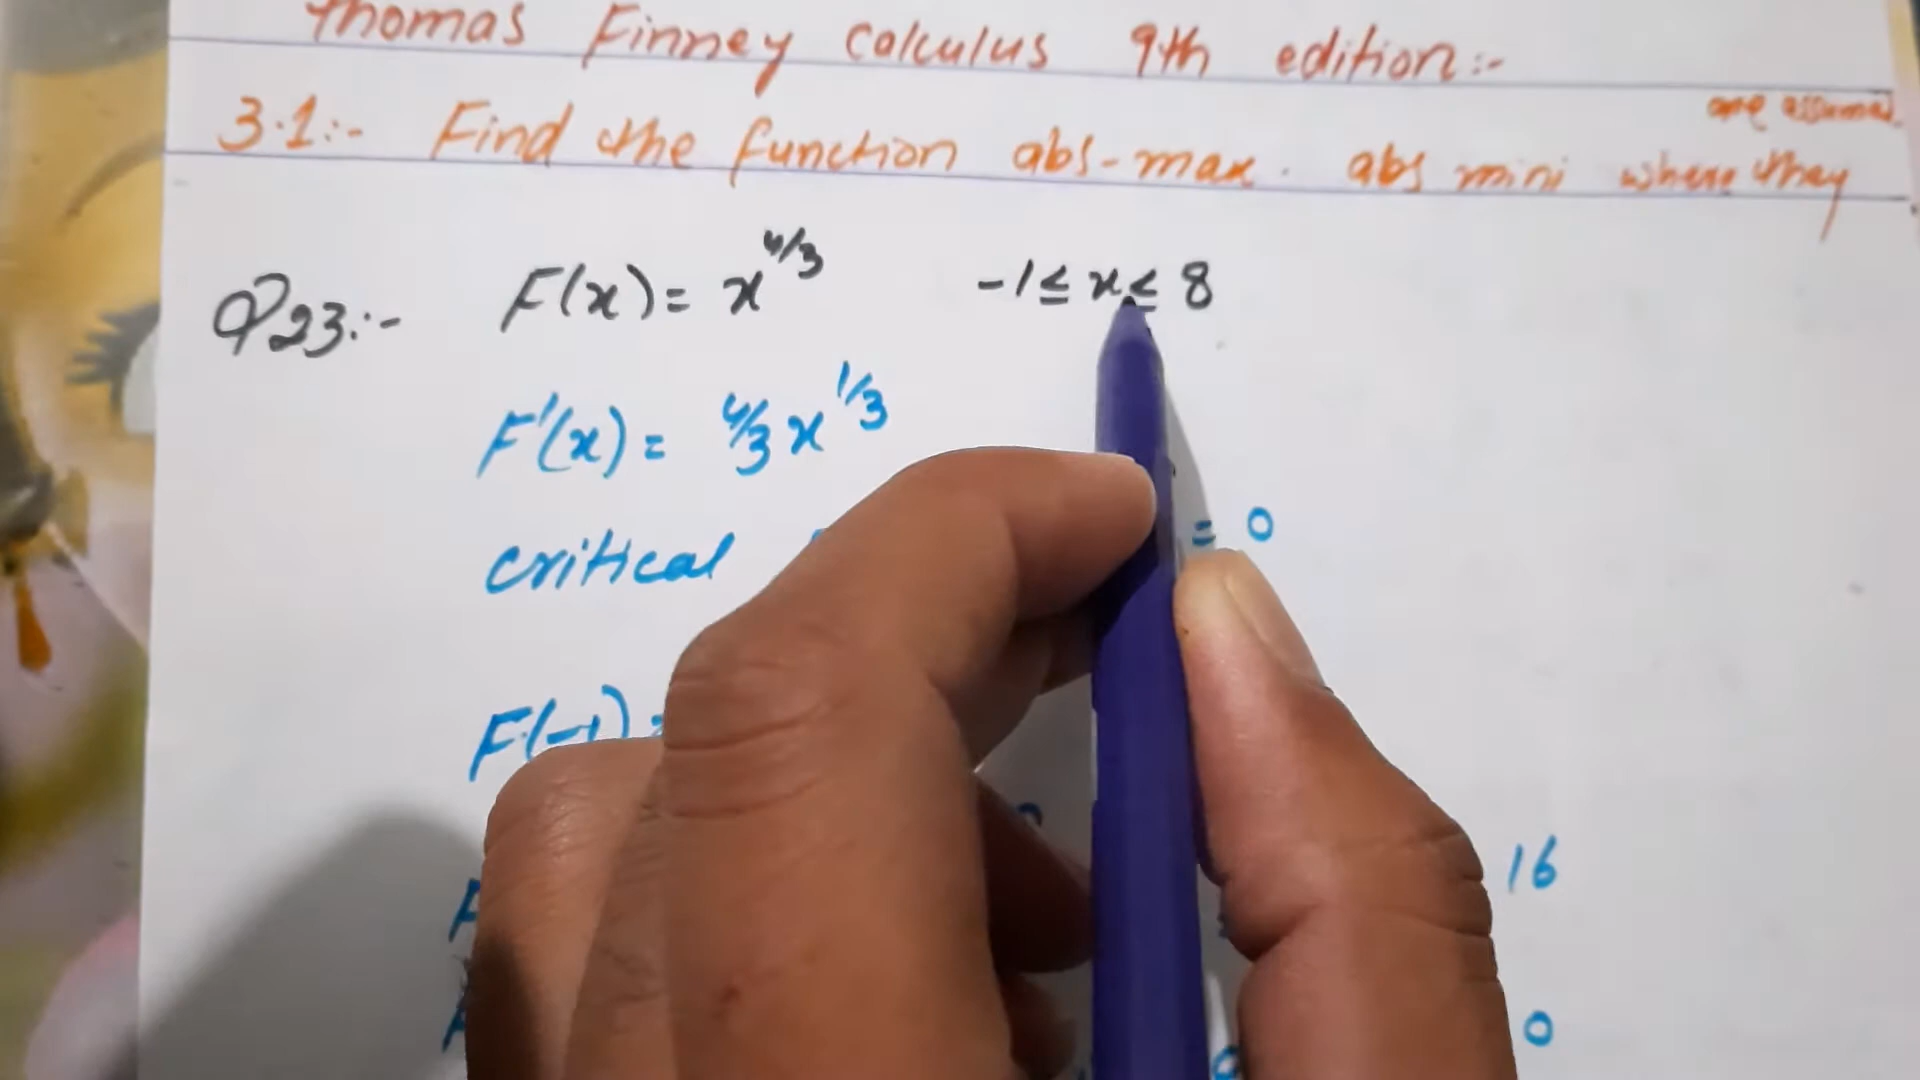 Thomas Finney Calculus 9th edition:-
are assumed
3.1:- Find the function abs-max. abs mini where they
Q23:- F(x) = x^4/3 -1 ≤ x ≤ 8
F'(x) = 4/3 x^1/3
critical = 0
F(-1) =
16
0